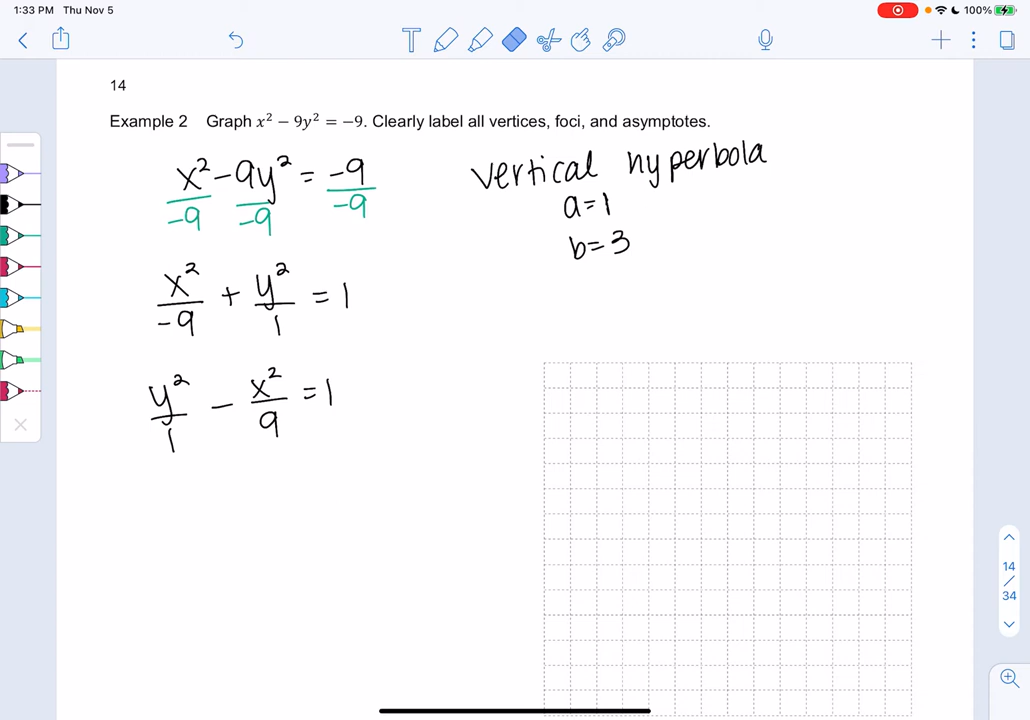 1:33 PM Thu Nov 5
100%
14
Example 2 Graph x² − 9y² = −9. Clearly label all vertices, foci, and asymptotes.
x² - 9y² = -9
-9 -9 -9
vertical hyperbola
a=1
b=3
x²/-9 + y²/1 = 1
y²/1 - x²/9 = 1
14
/
34